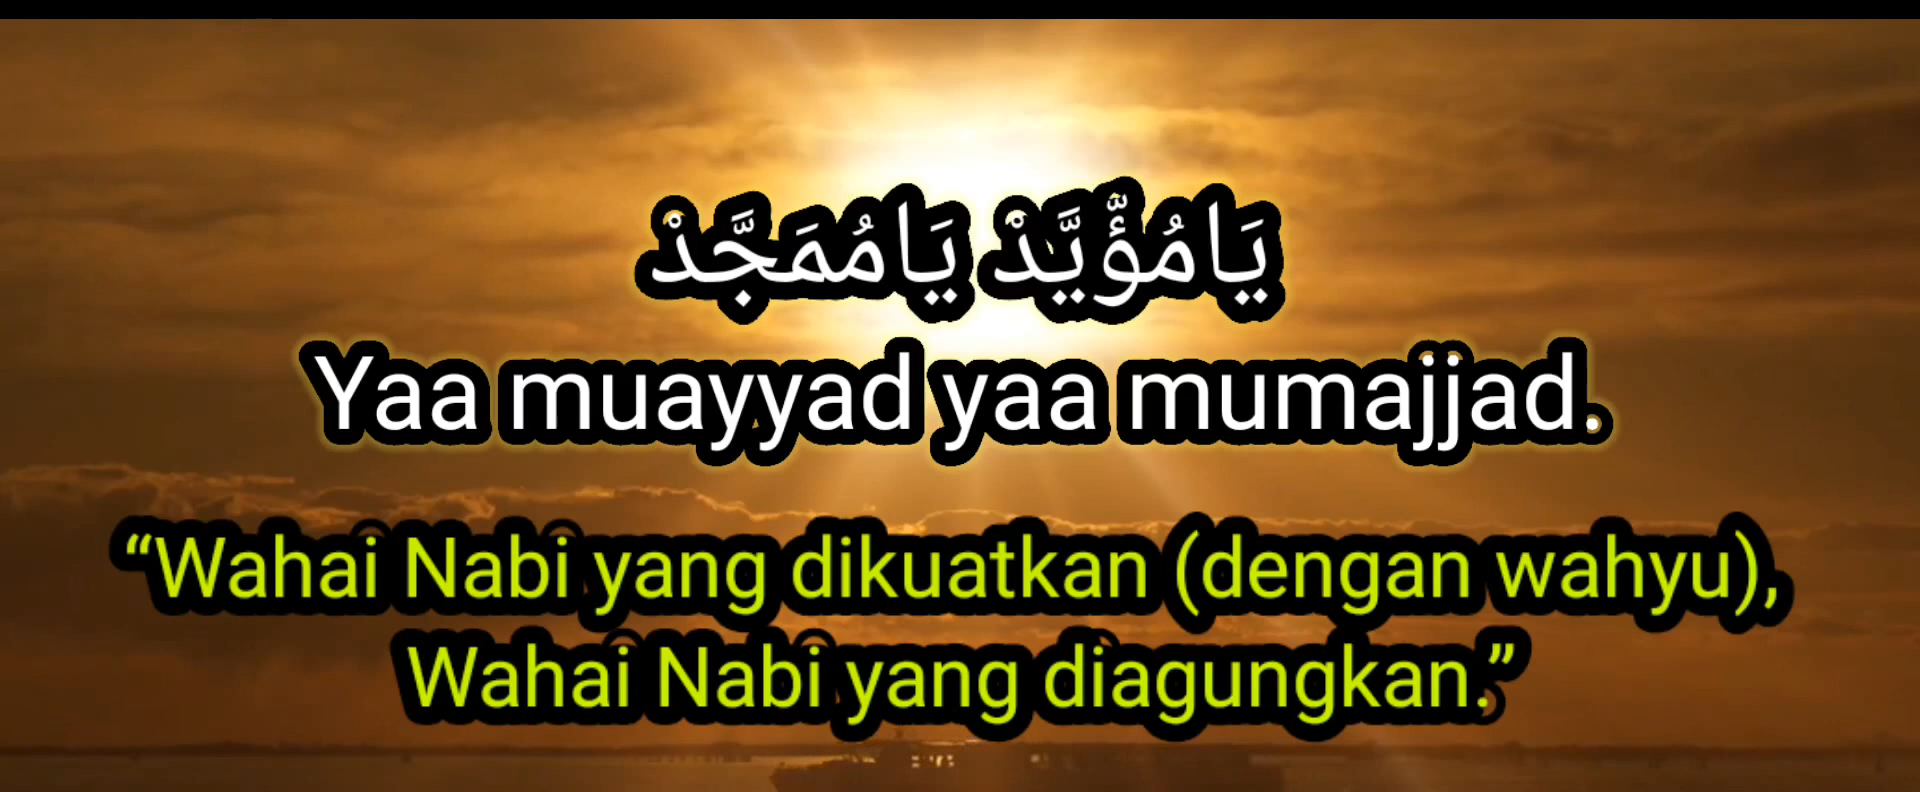 يَامُؤَّيَّدْ يَامُمَجَّدْ
Yaa muayyad yaa mumajjad.
“Wahai Nabi yang dikuatkan (dengan wahyu),
Wahai Nabi yang diagungkan.”